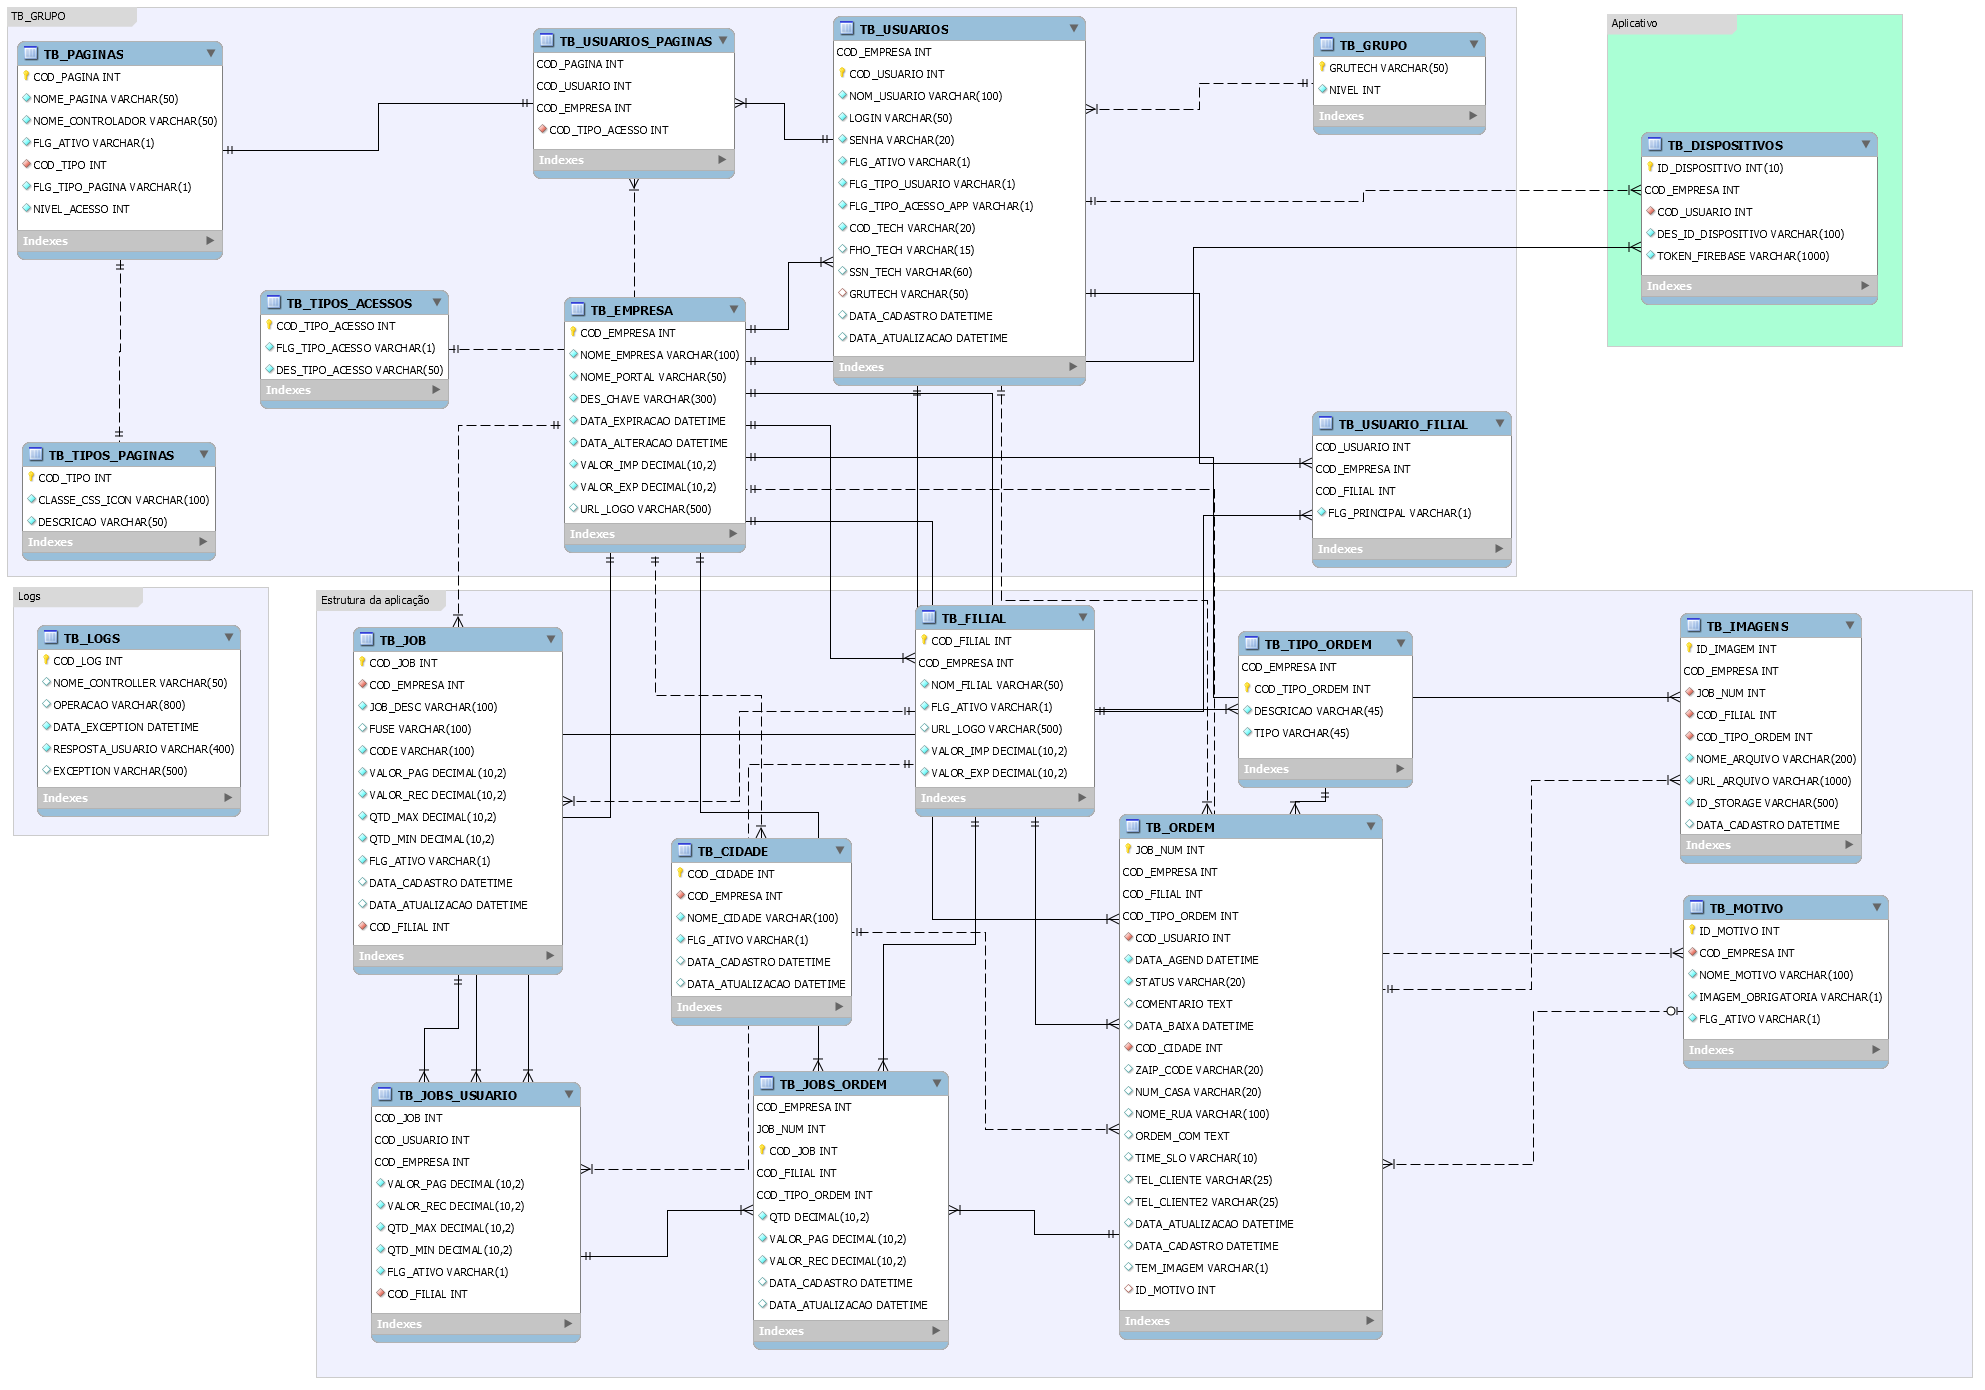 TB_GRUPO
TB_PAGINAS
COD_PAGINA INT
NOME_PAGINA VARCHAR(50)
NOME_CONTROLADOR VARCHAR(50)
FLG_ATIVO VARCHAR(1)
COD_TIPO INT
FLG_TIPO_PAGINA VARCHAR(1)
NIVEL_ACESSO INT
Indexes
TB_USUARIOS_PAGINAS
COD_PAGINA INT
COD_USUARIO INT
COD_EMPRESA INT
COD_TIPO_ACESSO INT
Indexes
TB_USUARIOS
COD_EMPRESA INT
COD_USUARIO INT
NOM_USUARIO VARCHAR(100)
LOGIN VARCHAR(50)
SENHA VARCHAR(20)
FLG_ATIVO VARCHAR(1)
FLG_TIPO_USUARIO VARCHAR(1)
FLG_TIPO_ACESSO_APP VARCHAR(1)
COD_TECH VARCHAR(20)
FHO_TECH VARCHAR(15)
SSN_TECH VARCHAR(60)
GRUTECH VARCHAR(50)
DATA_CADASTRO DATETIME
DATA_ATUALIZACAO DATETIME
Indexes
TB_GRUPO
GRUTECH VARCHAR(50)
NIVEL INT
Indexes
Aplicativo
TB_DISPOSITIVOS
ID_DISPOSITIVO INT(10)
COD_EMPRESA INT
COD_USUARIO INT
DES_ID_DISPOSITIVO VARCHAR(100)
TOKEN_FIREBASE VARCHAR(1000)
Indexes
TB_TIPOS_ACESSOS
COD_TIPO_ACESSO INT
FLG_TIPO_ACESSO VARCHAR(1)
DES_TIPO_ACESSO VARCHAR(50)
Indexes
TB_EMPRESA
COD_EMPRESA INT
NOME_EMPRESA VARCHAR(100)
NOME_PORTAL VARCHAR(50)
DES_CHAVE VARCHAR(300)
DATA_EXPIRACAO DATETIME
DATA_ALTERACAO DATETIME
VALOR_IMP DECIMAL(10,2)
VALOR_EXP DECIMAL(10,2)
URL_LOGO VARCHAR(500)
Indexes
TB_TIPOS_PAGINAS
COD_TIPO INT
CLASSE_CSS_ICON VARCHAR(100)
DESCRICAO VARCHAR(50)
Indexes
TB_USUARIO_FILIAL
COD_USUARIO INT
COD_EMPRESA INT
COD_FILIAL INT
FLG_PRINCIPAL VARCHAR(1)
Indexes
Logs
TB_LOGS
COD_LOG INT
NOME_CONTROLLER VARCHAR(50)
OPERACAO VARCHAR(800)
DATA_EXCEPTION DATETIME
RESPOSTA_USUARIO VARCHAR(400)
EXCEPTION VARCHAR(500)
Indexes
Estrutura da aplicação
TB_JOB
COD_JOB INT
COD_EMPRESA INT
JOB_DESC VARCHAR(100)
FUSE VARCHAR(100)
CODE VARCHAR(100)
VALOR_PAG DECIMAL(10,2)
VALOR_REC DECIMAL(10,2)
QTD_MAX DECIMAL(10,2)
QTD_MIN DECIMAL(10,2)
FLG_ATIVO VARCHAR(1)
DATA_CADASTRO DATETIME
DATA_ATUALIZACAO DATETIME
COD_FILIAL INT
Indexes
TB_FILIAL
COD_FILIAL INT
COD_EMPRESA INT
NOM_FILIAL VARCHAR(50)
FLG_ATIVO VARCHAR(1)
URL_LOGO VARCHAR(500)
VALOR_IMP DECIMAL(10,2)
VALOR_EXP DECIMAL(10,2)
Indexes
TB_TIPO_ORDEM
COD_EMPRESA INT
COD_TIPO_ORDEM INT
DESCRICAO VARCHAR(45)
TIPO VARCHAR(45)
Indexes
TB_IMAGENS
ID_IMAGEM INT
COD_EMPRESA INT
JOB_NUM INT
COD_FILIAL INT
COD_TIPO_ORDEM INT
NOME_ARQUIVO VARCHAR(200)
URL_ARQUIVO VARCHAR(1000)
ID_STORAGE VARCHAR(500)
DATA_CADASTRO DATETIME
Indexes
TB_CIDADE
COD_CIDADE INT
COD_EMPRESA INT
NOME_CIDADE VARCHAR(100)
FLG_ATIVO VARCHAR(1)
DATA_CADASTRO DATETIME
DATA_ATUALIZACAO DATETIME
Indexes
TB_ORDEM
JOB_NUM INT
COD_EMPRESA INT
COD_FILIAL INT
COD_TIPO_ORDEM INT
COD_USUARIO INT
DATA_AGEND DATETIME
STATUS VARCHAR(20)
COMENTARIO TEXT
DATA_BAIXA DATETIME
COD_CIDADE INT
ZAIP_CODE VARCHAR(20)
NUM_CASA VARCHAR(20)
NOME_RUA VARCHAR(100)
ORDEM_COM TEXT
TIME_SLO VARCHAR(10)
TEL_CLIENTE VARCHAR(25)
TEL_CLIENTE2 VARCHAR(25)
DATA_ATUALIZACAO DATETIME
DATA_CADASTRO DATETIME
TEM_IMAGEM VARCHAR(1)
ID_MOTIVO INT
Indexes
TB_MOTIVO
ID_MOTIVO INT
COD_EMPRESA INT
NOME_MOTIVO VARCHAR(100)
IMAGEM_OBRIGATORIA VARCHAR(1)
FLG_ATIVO VARCHAR(1)
Indexes
TB_JOBS_USUARIO
COD_JOB INT
COD_USUARIO INT
COD_EMPRESA INT
VALOR_PAG DECIMAL(10,2)
VALOR_REC DECIMAL(10,2)
QTD_MAX DECIMAL(10,2)
QTD_MIN DECIMAL(10,2)
FLG_ATIVO VARCHAR(1)
COD_FILIAL INT
Indexes
TB_JOBS_ORDEM
COD_EMPRESA INT
JOB_NUM INT
COD_JOB INT
COD_FILIAL INT
COD_TIPO_ORDEM INT
QTD DECIMAL(10,2)
VALOR_PAG DECIMAL(10,2)
VALOR_REC DECIMAL(10,2)
DATA_CADASTRO DATETIME
DATA_ATUALIZACAO DATETIME
Indexes